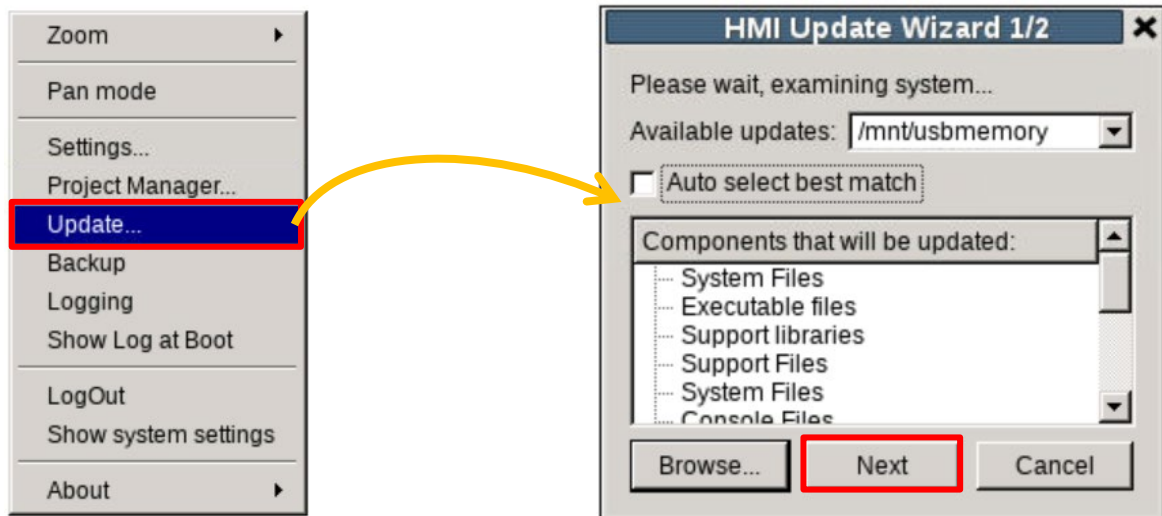 Zoom
Pan mode
Settings...
Project Manager...
Update...
Backup
Logging
Show Log at Boot
LogOut
Show system settings
About
HMI Update Wizard 1/2
Please wait, examining system...
Available updates: /mnt/usbmemory
Auto select best match
Components that will be updated:
System Files
Executable files
Support libraries
Support Files
System Files
Console Files
Browse... Next Cancel